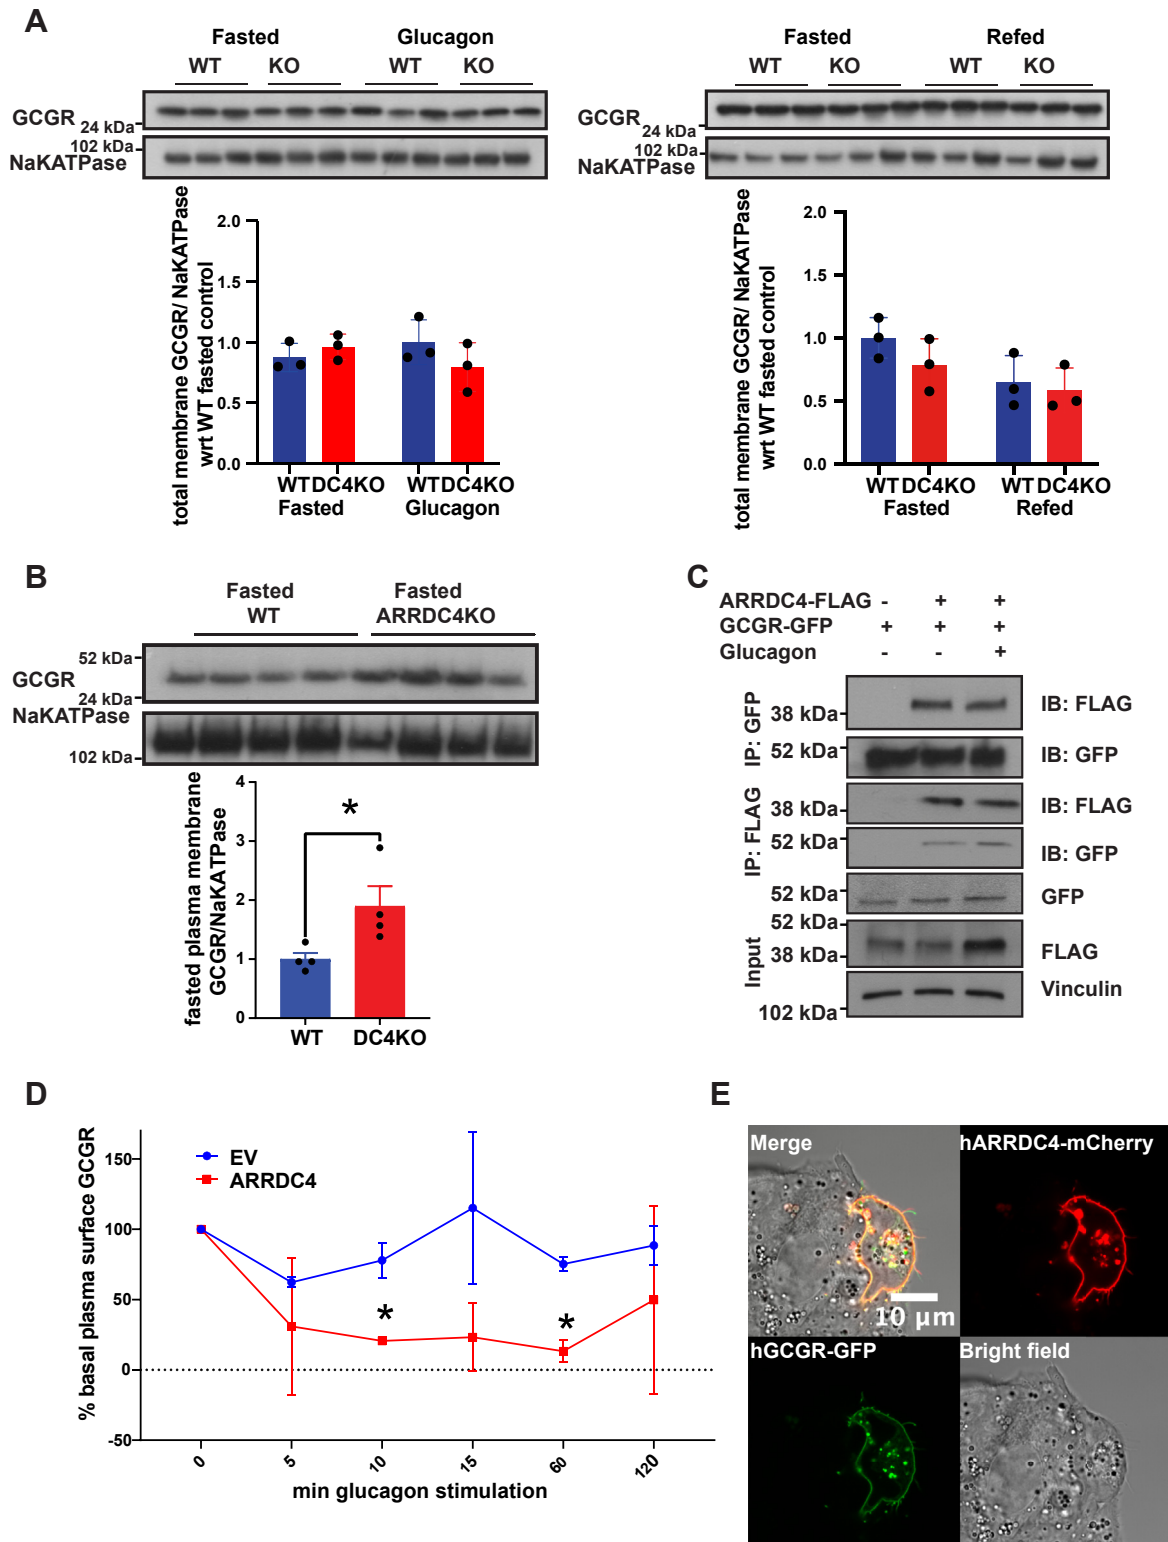 A
Fasted
Glucagon
WT
KO
WT
KO
GCGR
24 kDa
102 kDa
NaKATPase
total membrane GCGR/ NaKATPase
wrt WT fasted control
2.0
1.5
1.0
0.5
0.0
WT DC4KO
WT DC4KO
Fasted
Glucagon
Fasted
Refed
WT
KO
WT
KO
GCGR
24 kDa
102 kDa
NaKATPase
total membrane GCGR/ NaKATPase
wrt WT fasted control
2.0
1.5
1.0
0.5
0.0
WT DC4KO
WT DC4KO
Fasted
Refed
B
Fasted
WT
Fasted
ARRDC4KO
52 kDa
GCGR
24 kDa
NaKATPase
102 kDa
fasted plasma membrane
GCGR/NaKATPase
4
3
2
1
0
*
WT
DC4KO
C
ARRDC4-FLAG - + +
GCGR-GFP + + +
Glucagon - - +
IP: GFP
38 kDa
IB: FLAG
52 kDa
IB: GFP
IP: FLAG
38 kDa
IB: FLAG
52 kDa
IB: GFP
Input
52 kDa
GFP
52 kDa
38 kDa
FLAG
Vinculin
102 kDa
D
% basal plasma surface GCGR
150
100
50
0
-50
EV
ARRDC4
*
*
0
5
10
15
60
120
min glucagon stimulation
E
Merge
hARRDC4-mCherry
10 µm
hGCGR-GFP
Bright field